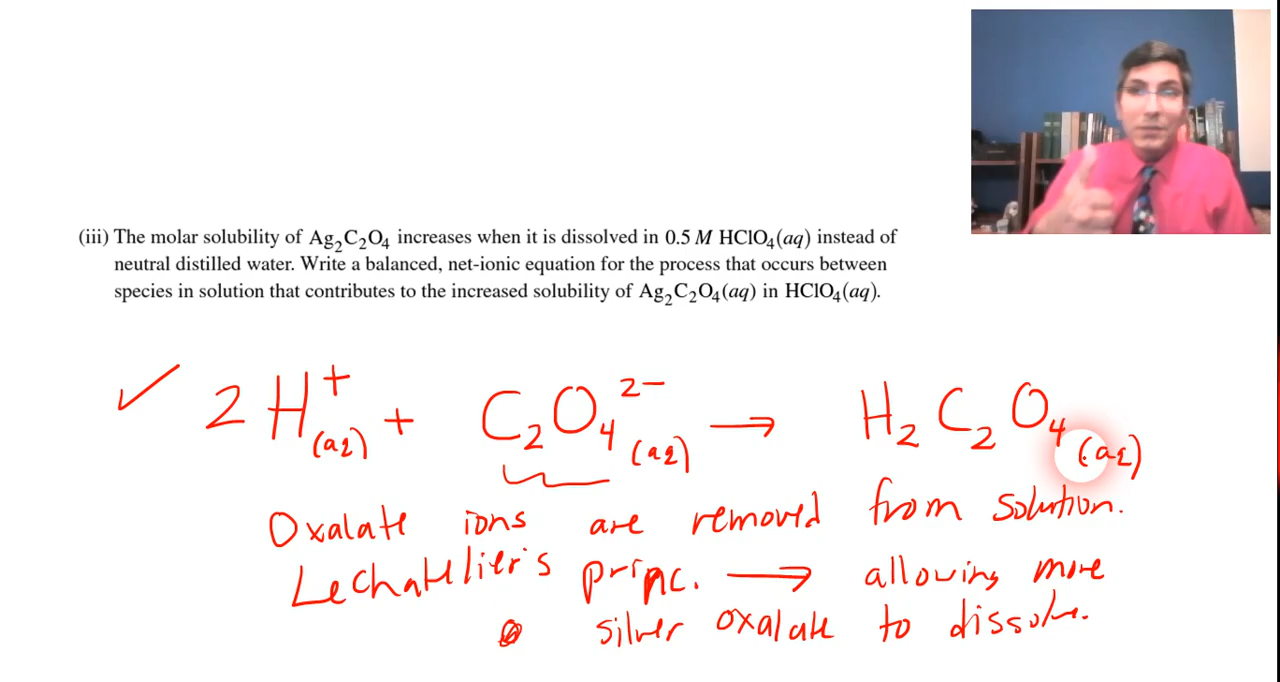 (iii) The molar solubility of Ag₂C₂O₄ increases when it is dissolved in 0.5 M HClO₄(aq) instead of
neutral distilled water. Write a balanced, net-ionic equation for the process that occurs between
species in solution that contributes to the increased solubility of Ag₂C₂O₄(aq) in HClO₄(aq).
✓ 2 H⁺(aq) + C₂O₄²⁻(aq) → H₂C₂O₄(aq)
Oxalate ions are removed from solution.
LeChatelier's princ. → allowing more
silver oxalate to dissolve.